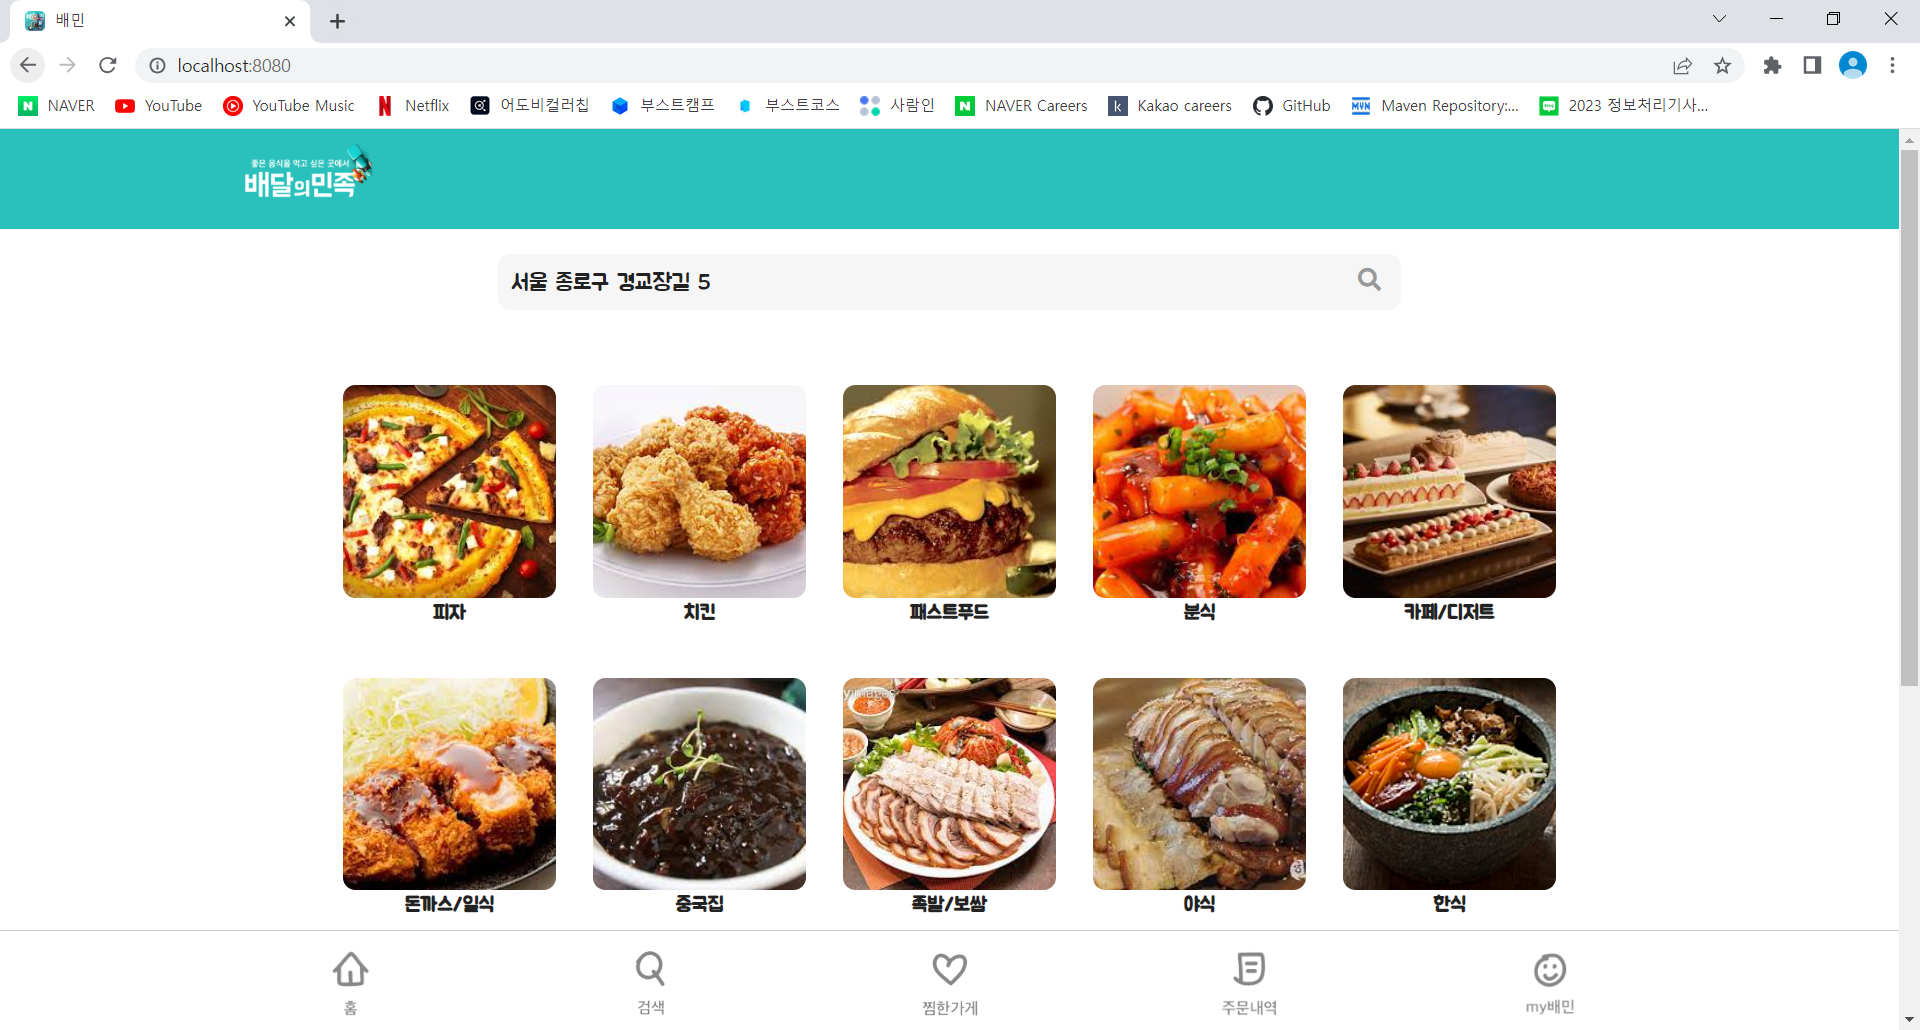 배민
localhost:8080
NAVER YouTube YouTube Music Netflix 어도비컬러칩 부스트캠프 부스트코스 사람인 NAVER Careers Kakao careers GitHub Maven Repository:... 2023 정보처리기사...
좋은 음식을 먹고 싶은 곳에서
배달의민족
서울 종로구 경교장길 5
피자 치킨 패스트푸드 분식 카페/디저트
yimages
돈까스/일식 중국집 족발/보쌈 야식 한식
홈 검색 찜한가게 주문내역 my배민